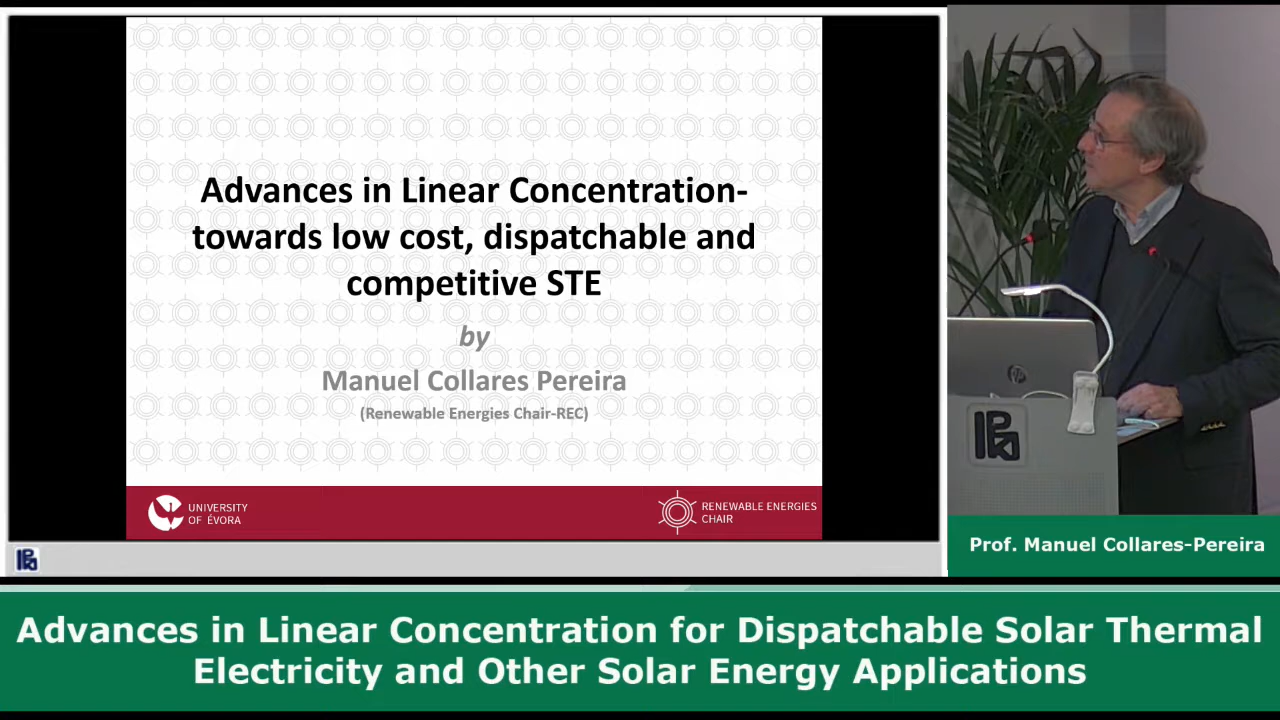 Advances in Linear Concentration-
towards low cost, dispatchable and
competitive STE
by
Manuel Collares Pereira
(Renewable Energies Chair-REC)
UNIVERSITY
OF ÉVORA
RENEWABLE ENERGIES
CHAIR
Prof. Manuel Collares-Pereira
Advances in Linear Concentration for Dispatchable Solar Thermal
Electricity and Other Solar Energy Applications